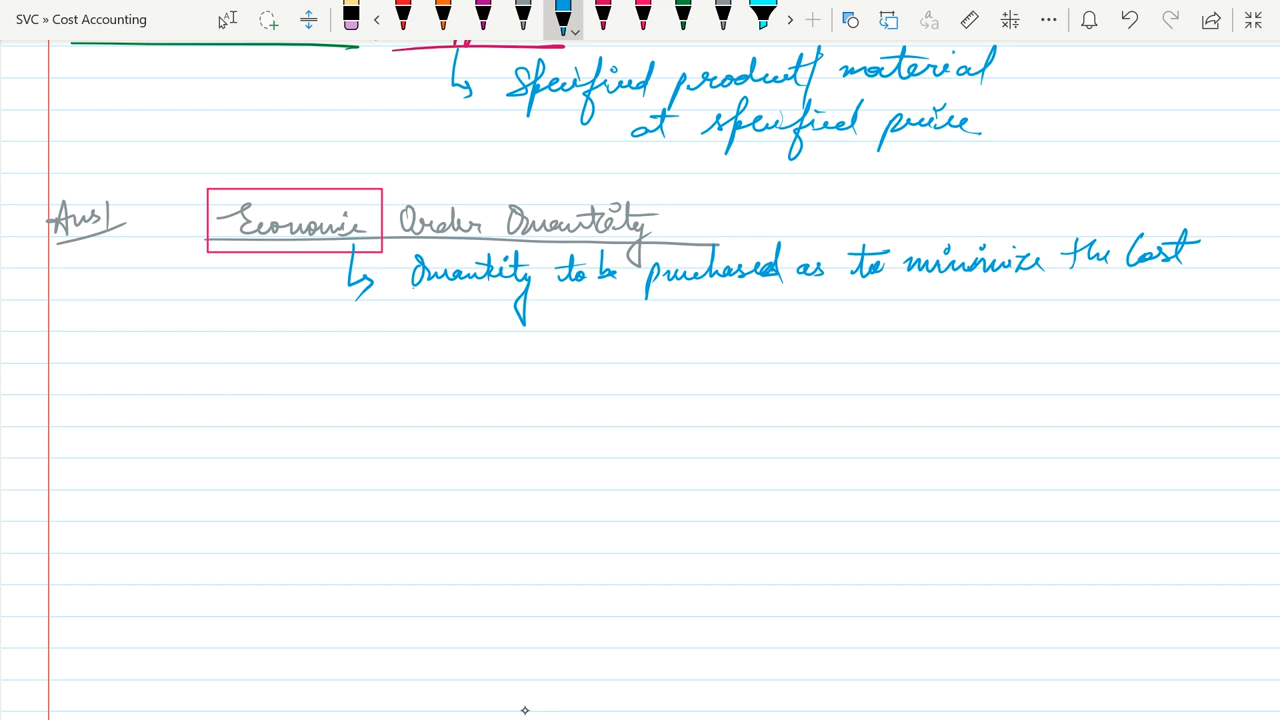 SVC » Cost Accounting
↳ Specified product/ material
at specified price
Ans1 Economic Order Quantity
↳ Quantity to be purchased as to minimize the Cost